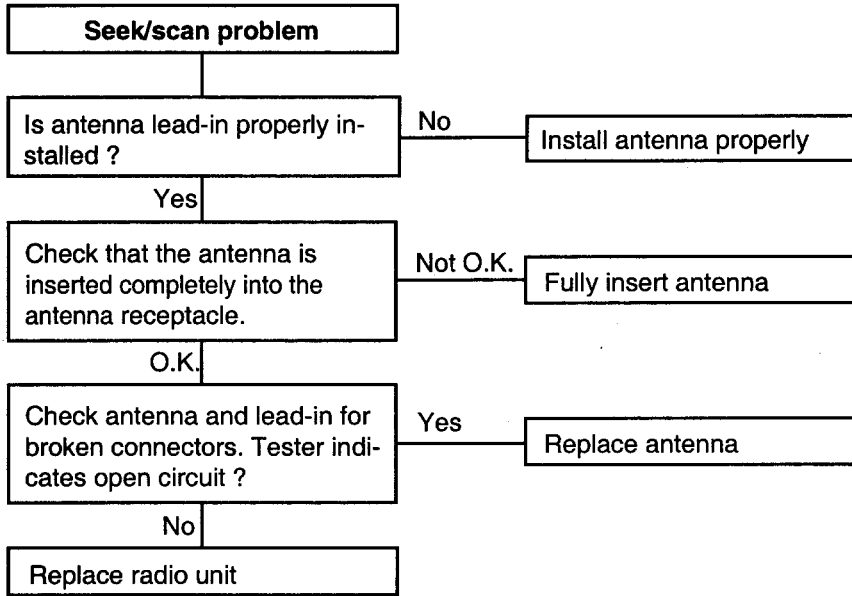 Seek/scan problem
Is antenna lead-in properly in-
stalled ?
No
Install antenna properly
Yes
Check that the antenna is
inserted completely into the
antenna receptacle.
Not O.K.
Fully insert antenna
O.K.
Check antenna and lead-in for
broken connectors. Tester indi-
cates open circuit ?
Yes
Replace antenna
No
Replace radio unit